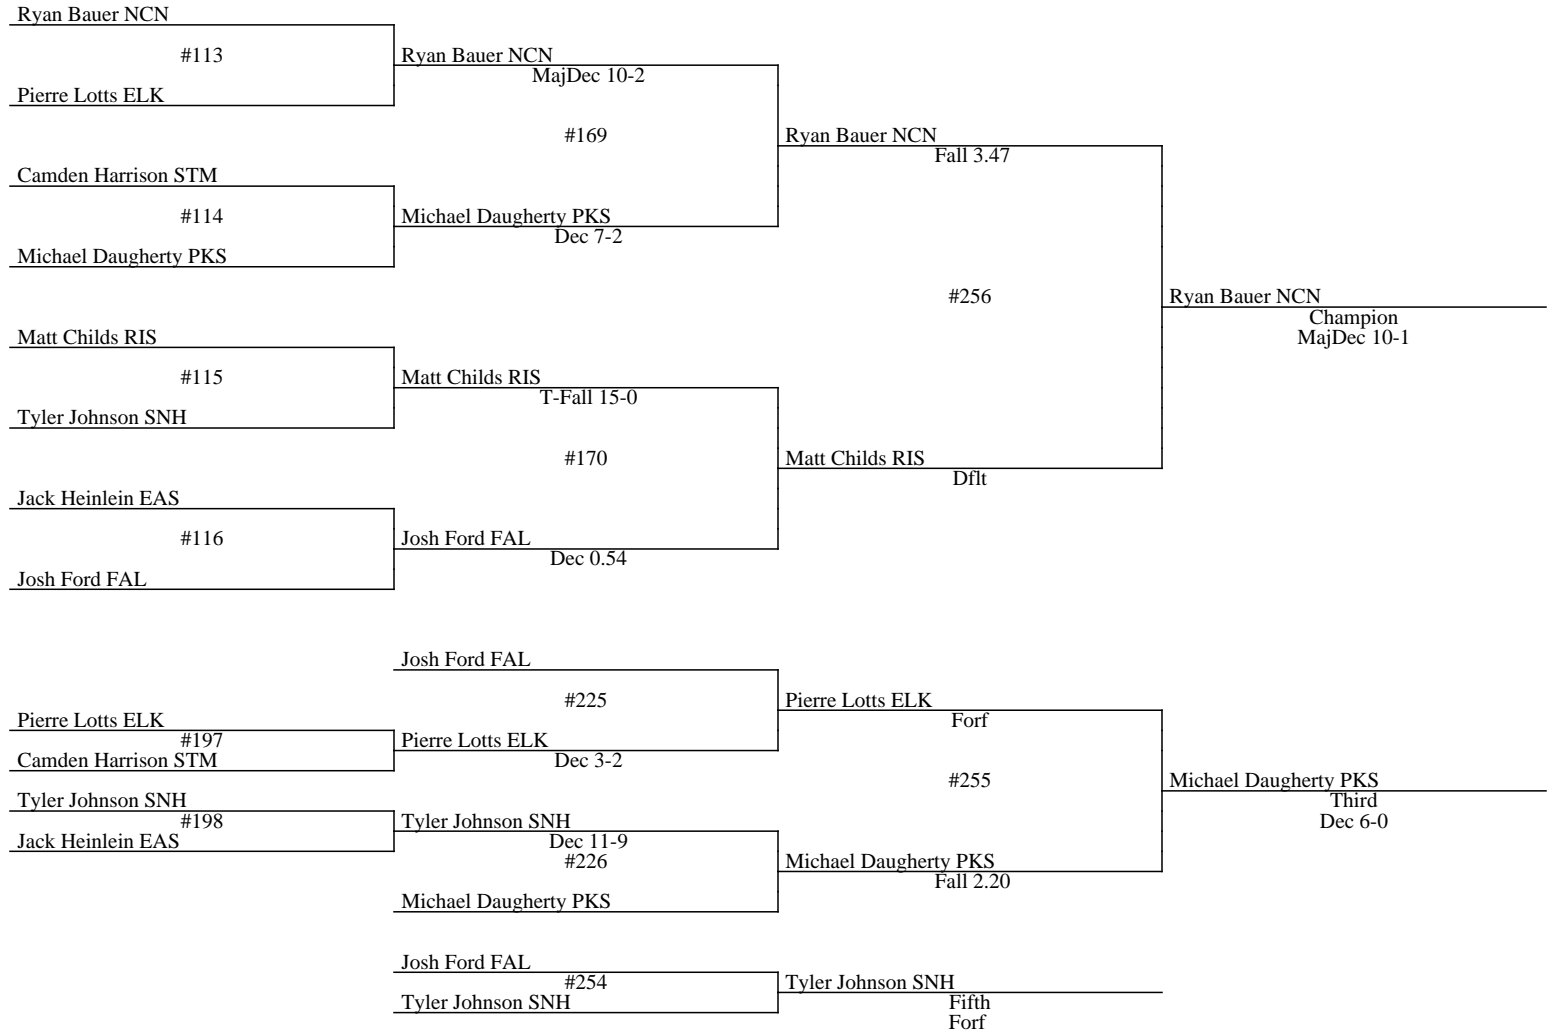 Ryan Bauer NCN
#113
Pierre Lotts ELK
Ryan Bauer NCN
MajDec 10-2
#169
Camden Harrison STM
#114
Michael Daugherty PKS
Michael Daugherty PKS
Dec 7-2
Ryan Bauer NCN
Fall 3.47
#256
Matt Childs RIS
#115
Tyler Johnson SNH
Matt Childs RIS
T-Fall 15-0
#170
Jack Heinlein EAS
#116
Josh Ford FAL
Josh Ford FAL
Dec 0.54
Matt Childs RIS
Dflt
Ryan Bauer NCN
Champion
MajDec 10-1
Josh Ford FAL
#225
Pierre Lotts ELK
#197
Camden Harrison STM
Pierre Lotts ELK
Dec 3-2
Pierre Lotts ELK
Forf
#255
Tyler Johnson SNH
#198
Jack Heinlein EAS
Tyler Johnson SNH
Dec 11-9
#226
Michael Daugherty PKS
Michael Daugherty PKS
Fall 2.20
Michael Daugherty PKS
Third
Dec 6-0
Josh Ford FAL
#254
Tyler Johnson SNH
Tyler Johnson SNH
Fifth
Forf